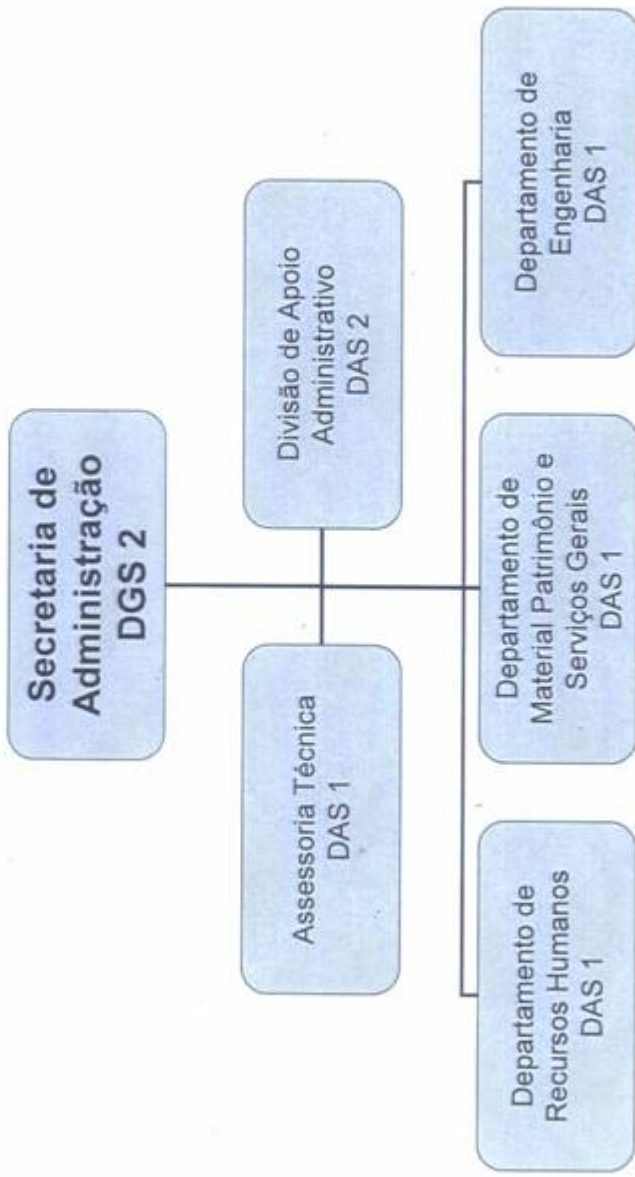 Secretaria de
Administração
DGS 2
Assessoria Técnica
DAS 1
Divisão de Apoio
Administrativo
DAS 2
Departamento de
Recursos Humanos
DAS 1
Departamento de
Material Patrimônio e
Serviços Gerais
DAS 1
Departamento de
Engenharia
DAS 1